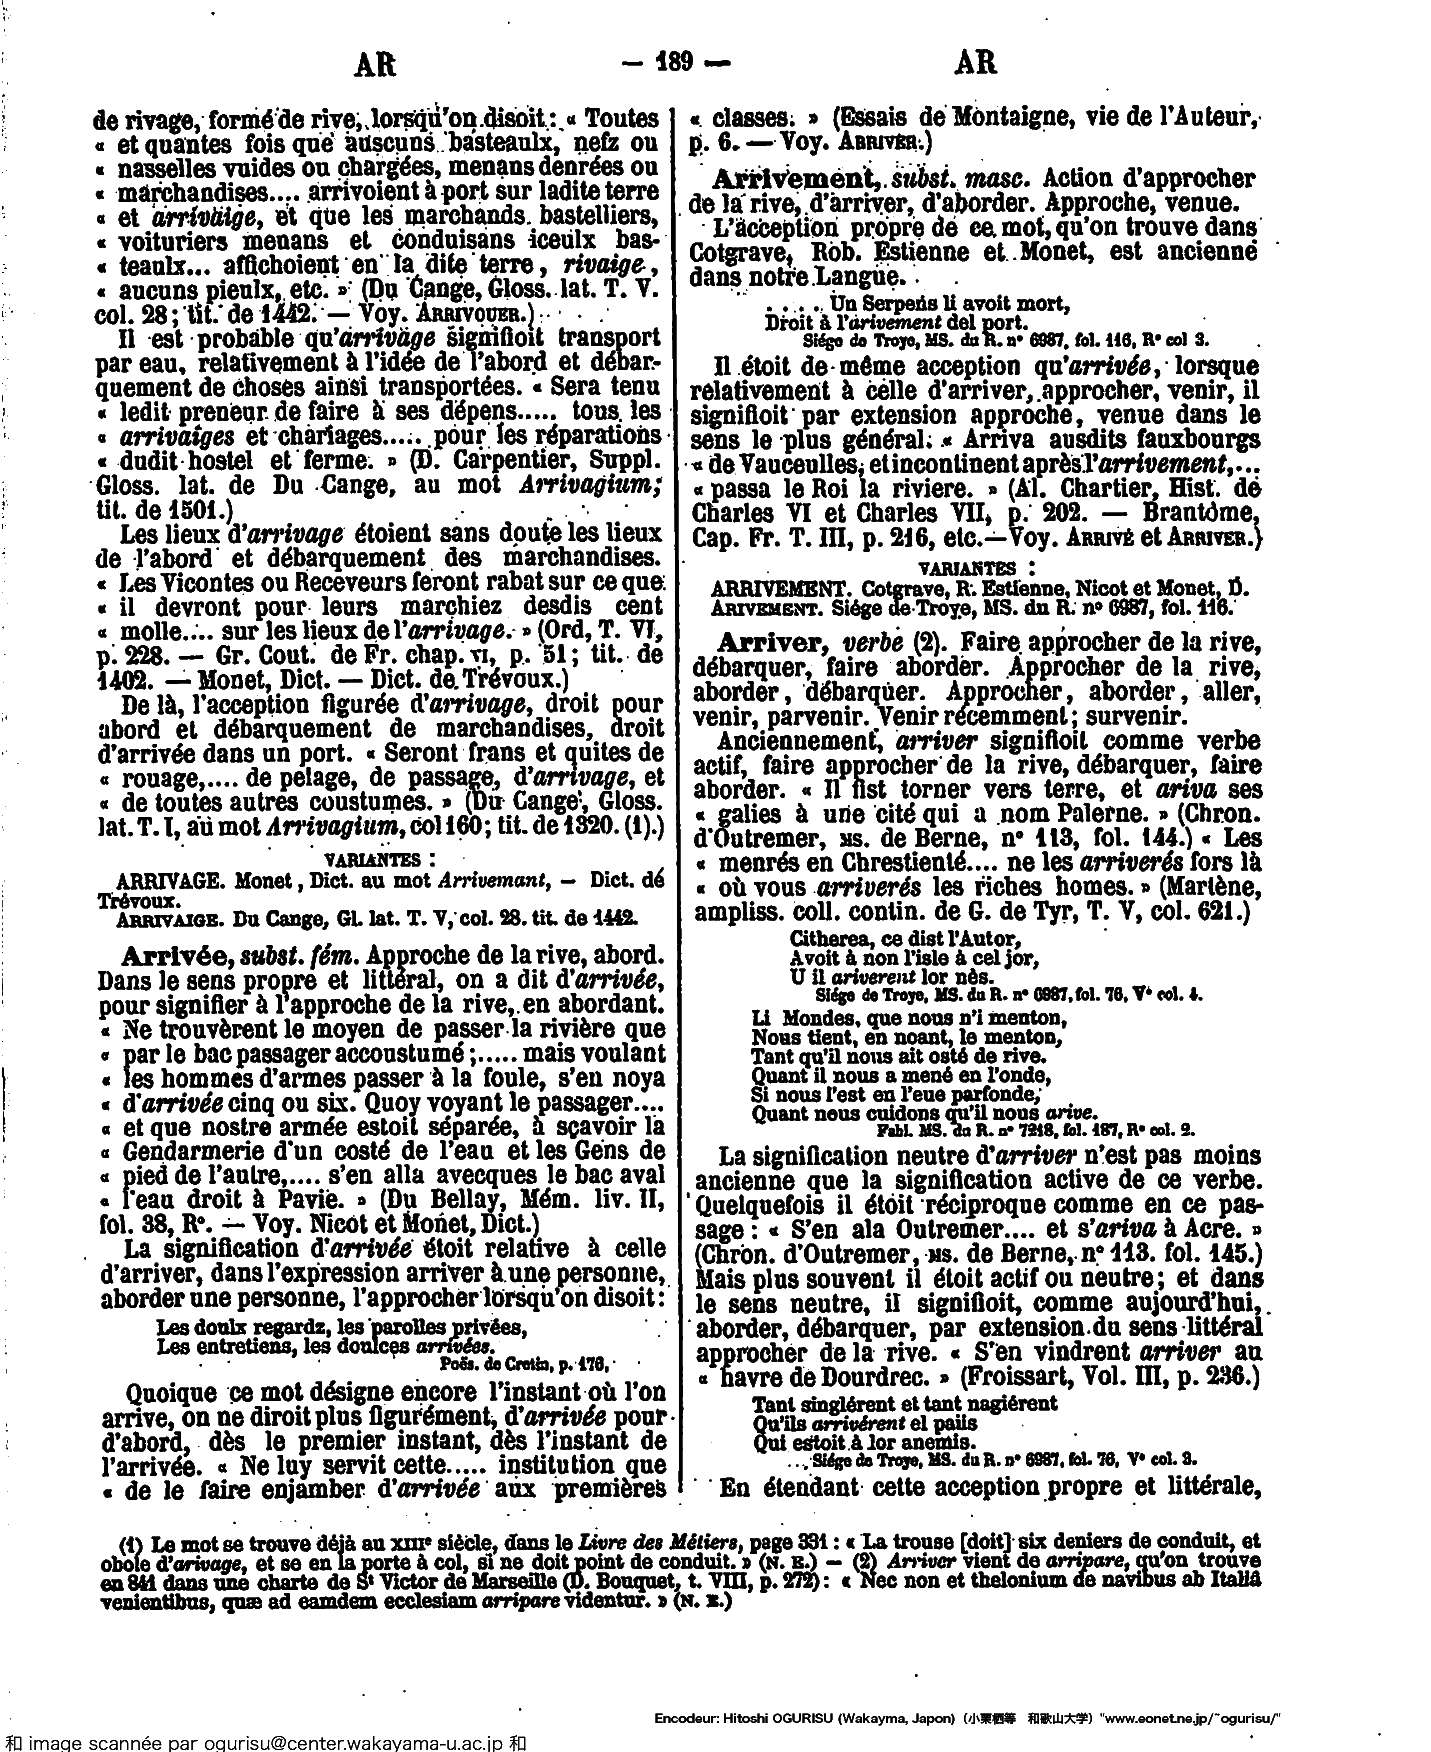 AR
— 189 —
AR
de rivage, formé de rive, lorsqu'on disoit : « Toutes
« et quantes fois que auscuns basteaulx, nefz ou
« nasselles vuides ou chargées, menans denrées ou
« marchandises.... arrivoient à port sur ladite terre
« et arrivaige, et que les marchands bastelliers,
« voituriers menans et conduisans iceulx bas-
« teaulx... affichoient en la dite terre, rivaige,
« aucuns pieulx, etc. » (Du Cange, Gloss. lat. T. V.
col. 28; tit. de 1442. — Voy. ARRIVOUER.)
Il est probable qu'arrivage signifioit transport
par eau, relativement à l'idée de l'abord et débar-
quement de choses ainsi transportées. « Sera tenu
« ledit preneur de faire à ses dépens..... tous les
« arrivaiges et chariages..... pour les réparations
« dudit hostel et ferme. » (D. Carpentier, Suppl.
Gloss. lat. de Du Cange, au mot Arrivagium;
tit. de 1501.)
Les lieux d'arrivage étoient sans doute les lieux
de l'abord et débarquement des marchandises.
« Les Vicontes ou Receveurs feront rabat sur ce que
« il devront pour leurs marchiez desdis cent
« molle.... sur les lieux de l'arrivage. » (Ord, T. VI,
p. 228. — Gr. Cout. de Fr. chap. VI, p. 51; tit. de
1402. — Monet, Dict. — Dict. de Trévoux.)
De là, l'acception figurée d'arrivage, droit pour
abord et débarquement de marchandises, droit
d'arrivée dans un port. « Seront frans et quites de
« rouage,.... de pelage, de passage, d'arrivage, et
« de toutes autres coustumes. » (Du Cange, Gloss.
lat. T. I, au mot Arrivagium, col 160; tit. de 1320. (1).)
VARIANTES :
ARRIVAGE. Monet, Dict. au mot Arrivemant, — Dict. de
Trévoux.
ARRIVAIGE. Du Cange, Gl. lat. T. V, col. 28. tit. de 1442.
Arrivée, subst. fém. Approche de la rive, abord.
Dans le sens propre et littéral, on a dit d'arrivée,
pour signifier à l'approche de la rive, en abordant.
« Ne trouvèrent le moyen de passer la rivière que
« par le bac passager accoustumé;..... mais voulant
« les hommes d'armes passer à la foule, s'en noya
« d'arrivée cinq ou six. Quoy voyant le passager....
« et que nostre armée estoit séparée, à sçavoir la
« Gendarmerie d'un costé de l'eau et les Gens de
« pied de l'autre,.... s'en alla avecques le bac aval
« l'eau droit à Pavie. » (Du Bellay, Mém. liv. II,
fol. 38, R°. — Voy. Nicot et Monet, Dict.)
La signification d'arrivée étoit relative à celle
d'arriver, dans l'expression arriver à une personne,
aborder une personne, l'approcher lorsqu'on disoit :
Les doulx regardz, les parolles privées,
Les entretiens, les doulces arrivées.
Poës. de Cretin, p. 176.
Quoique ce mot désigne encore l'instant où l'on
arrive, on ne diroit plus figurément, d'arrivée pour
d'abord, dès le premier instant, dès l'instant de
l'arrivée. « Ne luy servit cette..... institution que
« de le faire enjamber d'arrivée aux premières
« classes. » (Essais de Montaigne, vie de l'Auteur,
p. 6. — Voy. ABRIVER.)
Arrivement, subst. masc. Action d'approcher
de la rive, d'arriver, d'aborder. Approche, venue.
L'acception propre de ce mot, qu'on trouve dans
Cotgrave, Rob. Estienne et Monet, est ancienne
dans notre Langue.
..... Un Serpens li avoit mort,
Droit à l'arivement del port.
Siége de Troye, MS. du R. n° 6987, fol. 116, R° col 3.
Il étoit de même acception qu'arrivée, lorsque
relativement à celle d'arriver, approcher, venir, il
signifioit par extension approche, venue dans le
sens le plus général. « Arriva ausdits fauxbourgs
« de Vauceulles, et incontinent après l'arrivement,...
« passa le Roi la riviere. » (Al. Chartier, Hist. de
Charles VI et Charles VII, p. 202. — Brantôme,
Cap. Fr. T. III, p. 216, etc.—Voy. ARRIVÉ et ARRIVER.)
VARIANTES :
ARRIVEMENT. Cotgrave, R. Estienne, Nicot et Monet, D.
ARIVEMENT. Siége de Troye, MS. du R. n° 6987, fol. 116.
Arriver, verbe (2). Faire approcher de la rive,
débarquer, faire aborder. Approcher de la rive,
aborder, débarquer. Approcher, aborder, aller,
venir, parvenir. Venir récemment; survenir.
Anciennement, arriver signifioit comme verbe
actif, faire approcher de la rive, débarquer, faire
aborder. « Il fist torner vers terre, et ariva ses
« galies à une cité qui a nom Palerne. » (Chron.
d'Outremer, MS. de Berne, n° 113, fol. 144.) « Les
« menrés en Chrestienté.... ne les arriverés fors là
« où vous arriverés les riches homes. » (Martène,
ampliss. coll. contin. de G. de Tyr, T. V, col. 621.)
Citherea, ce dist l'Autor,
Avoit à non l'isle à cel jor,
U il ariverent lor nès.
Siége de Troye, MS. du R. n° 6987, fol. 76, V° col. 4.
Li Mondes, que nous n'i menton,
Nous tient, en noant, le menton,
Tant qu'il nous ait osté de rive.
Quant il nous a mené en l'onde,
Si nous l'est en l'eue parfonde,
Quant nous cuidons qu'il nous arive.
Fabl. MS. du R. n° 7218, fol. 187, R° col. 2.
La signification neutre d'arriver n'est pas moins
ancienne que la signification active de ce verbe.
Quelquefois il étoit réciproque comme en ce pas-
sage : « S'en ala Outremer.... et s'ariva à Acre. »
(Chron. d'Outremer, MS. de Berne, n° 113. fol. 145.)
Mais plus souvent il étoit actif ou neutre; et dans
le sens neutre, il signifioit, comme aujourd'hui,
aborder, débarquer, par extension du sens littéral
approcher de la rive. « S'en vindrent arriver au
« havre de Dourdrec. » (Froissart, Vol. III, p. 236.)
Tant singlérent et tant nagiérent
Qu'ils arrivérent el païis
Qui estoit à lor anemis.
Siége de Troye, MS. du R. n° 6987, fol. 76, V° col. 3.
En étendant cette acception propre et littérale,
(1) Le mot se trouve déjà au XIIIe siècle, dans le Livre des Métiers, page 331 : « La trouse [doit] six deniers de conduit, et
obole d'arivage, et se en la porte à col, si ne doit point de conduit. » (N. E.) — (2) Arriver vient de arripare, qu'on trouve
en 841 dans une charte de St Victor de Marseille (D. Bouquet, t. VIII, p. 272) : « Nec non et thelonium de navibus ab Italiâ
venientibus, quæ ad eamdem ecclesiam arripare videntur. » (N. E.)
Encodeur: Hitoshi OGURISU (Wakayma, Japon) (小栗栖等 和歌山大学) "www.eonet.ne.jp/~ogurisu/"
和 image scannée par ogurisu@center.wakayama-u.ac.jp 和